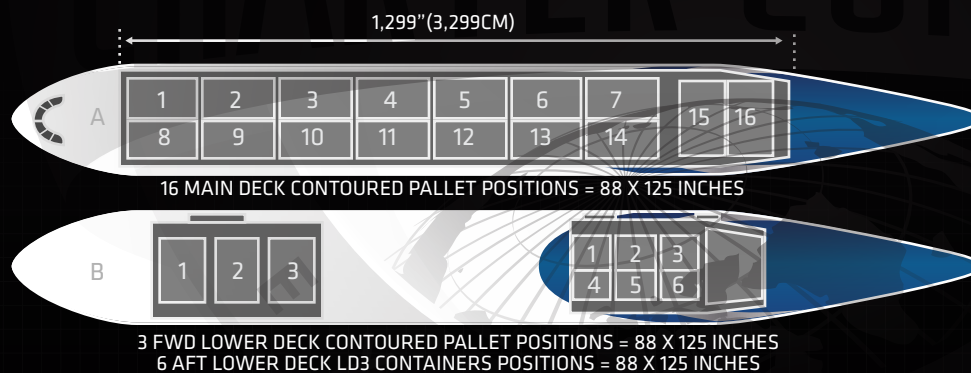 1,299”(3,299CM)
A
1 2 3 4 5 6 7
15 16
8 9 10 11 12 13 14
16 MAIN DECK CONTOURED PALLET POSITIONS = 88 X 125 INCHES
B
1 2 3
1 2 3
4 5 6
3 FWD LOWER DECK CONTOURED PALLET POSITIONS = 88 X 125 INCHES
6 AFT LOWER DECK LD3 CONTAINERS POSITIONS = 88 X 125 INCHES